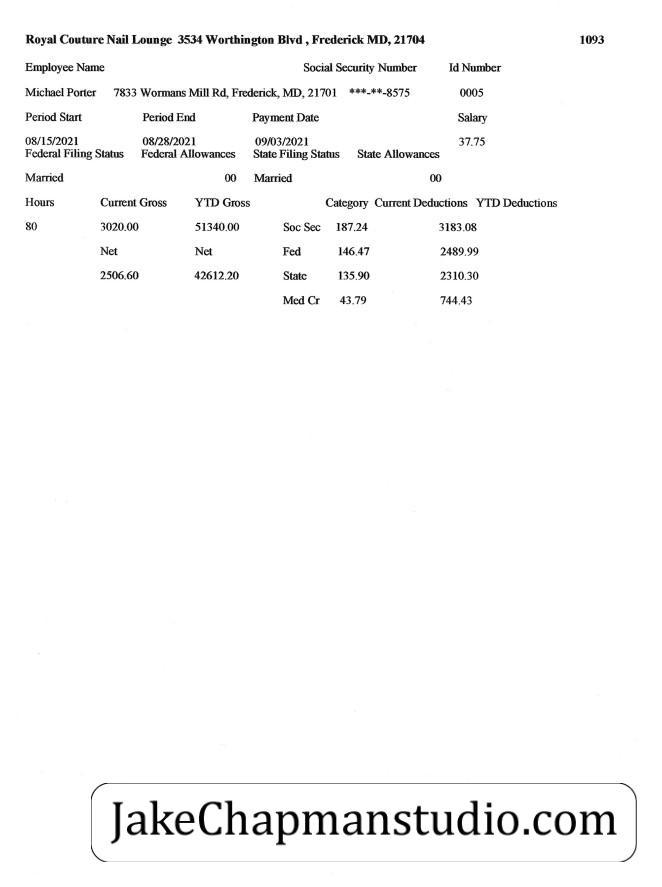 Royal Couture Nail Lounge 3534 Worthington Blvd , Frederick MD, 21704 1093
Employee Name Social Security Number Id Number
Michael Porter 7833 Wormans Mill Rd, Frederick, MD, 21701 ***-**-8575 0005
Period Start Period End Payment Date Salary
08/15/2021 08/28/2021 09/03/2021 37.75
Federal Filing Status Federal Allowances State Filing Status State Allowances
Married 00 Married 00
Hours Current Gross YTD Gross Category Current Deductions YTD Deductions
80 3020.00 51340.00 Soc Sec 187.24 3183.08
Net Net Fed 146.47 2489.99
2506.60 42612.20 State 135.90 2310.30
Med Cr 43.79 744.43
JakeChapmanstudio.com